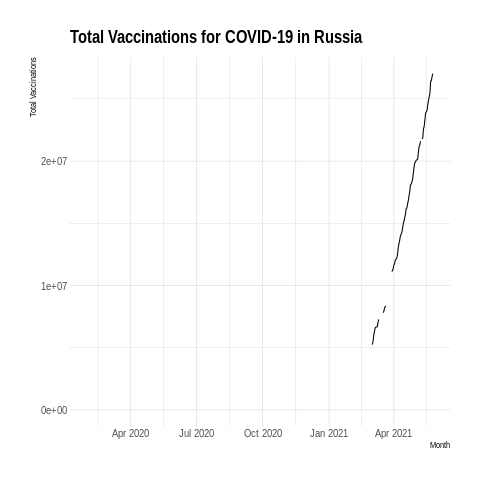 Total Vaccinations for COVID-19 in Russia
Total Vaccinations
2e+07
1e+07
0e+00
Apr 2020 Jul 2020 Oct 2020 Jan 2021 Apr 2021
Month